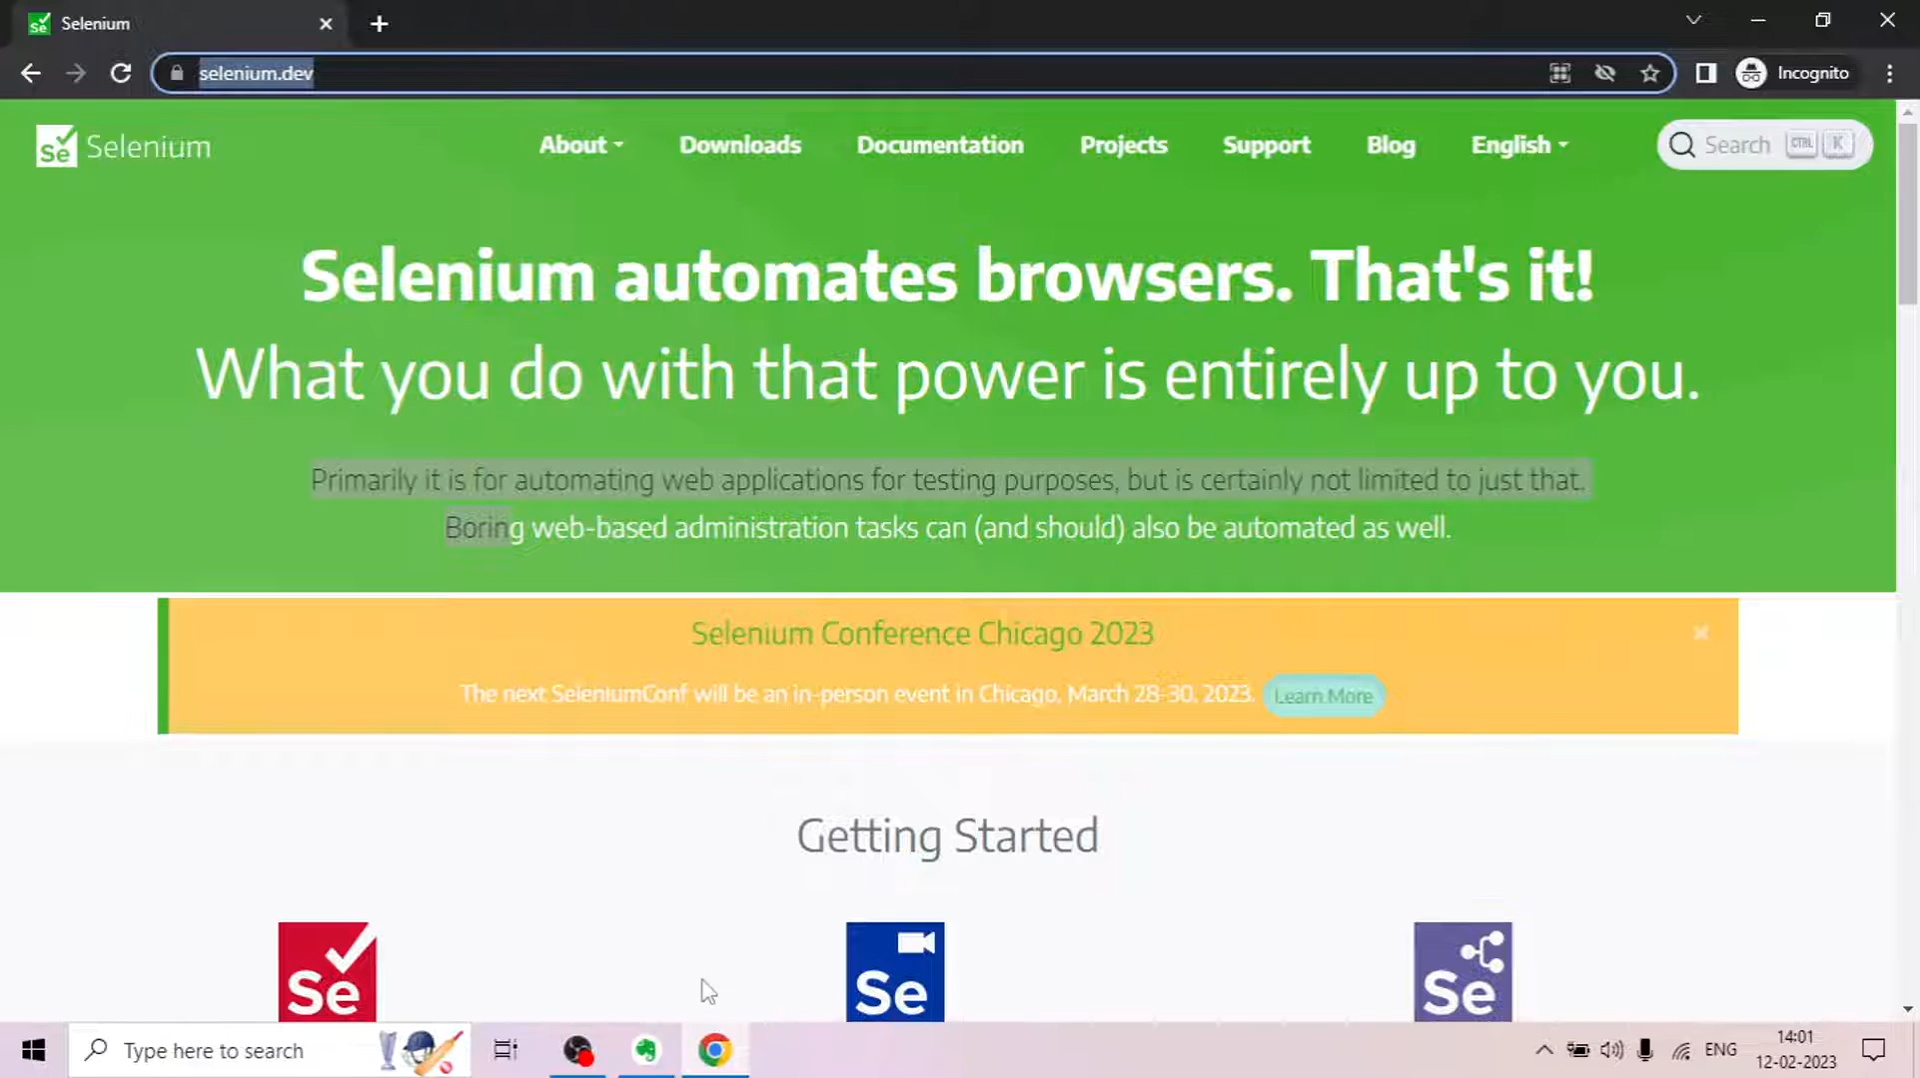 Selenium
selenium.dev
Incognito
Se Selenium
About
Downloads
Documentation
Projects
Support
Blog
English
Search CTRL K
Selenium automates browsers. That's it!
What you do with that power is entirely up to you.
Primarily it is for automating web applications for testing purposes, but is certainly not limited to just that.
Boring web-based administration tasks can (and should) also be automated as well.
Selenium Conference Chicago 2023
The next SeleniumConf will be an in-person event in Chicago, March 28-30, 2023. Learn More
Getting Started
Se
Se
Se
Type here to search
ENG
14:01
12-02-2023